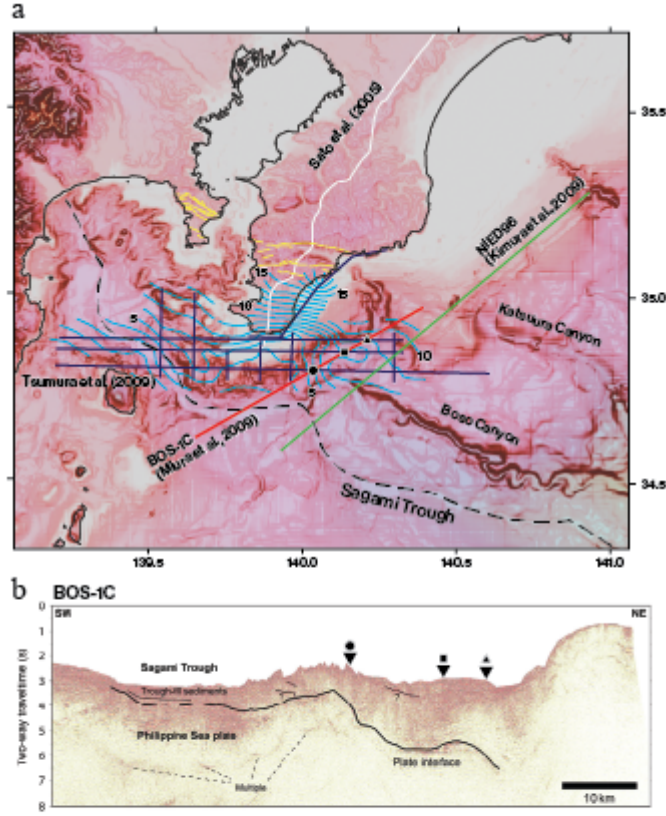 a
Sato et al. (2005)
35.5
NIED96
(Kimura et al., 2009)
15
15
10
5
35.0
Katsuura Canyon
10
Tsumura et al. (2009)
5
Boso Canyon
BOS-1C
(Miura et al., 2009)
Sagami Trough
34.5
139.5
140.0
140.5
141.0
b
BOS-1C
SW
NE
Two-way traveltime (s)
0
1
2
3
4
5
6
7
8
Sagami Trough
Trough-fill sediments
Philippine Sea plate
Multiple
Plate interface
10 km